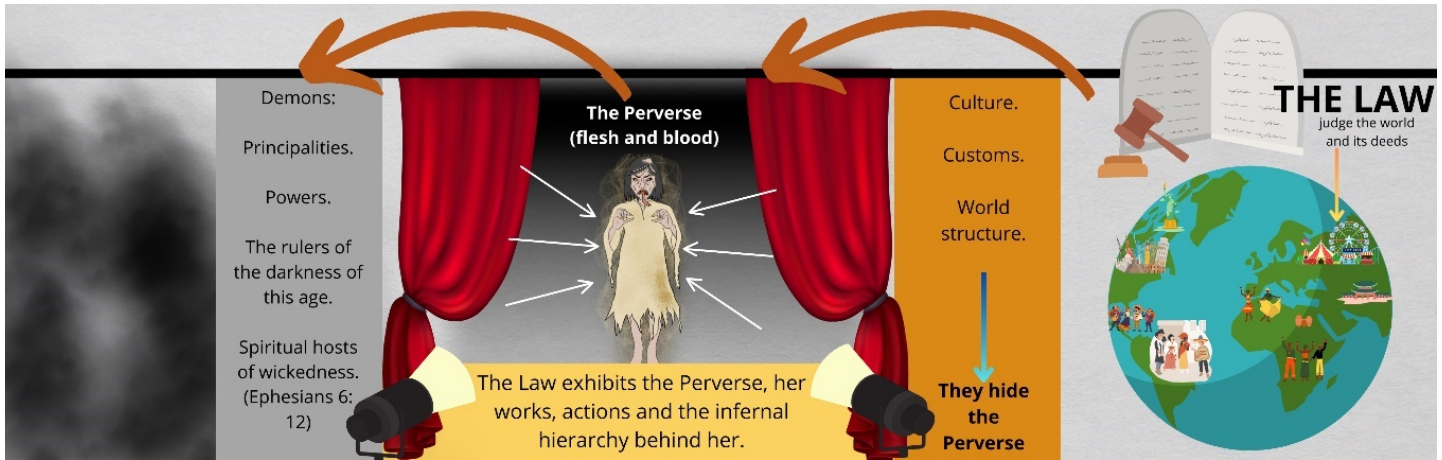 Demons:
Principalities.
Powers.
The rulers of
the darkness of
this age.
Spiritual hosts
of wickedness.
(Ephesians 6:
12)
The Perverse
(flesh and blood)
The Law exhibits the Perverse, her
works, actions and the infernal
hierarchy behind her.
Culture.
Customs.
World
structure.
They hide
the
Perverse
THE LAW
judge the world
and its deeds